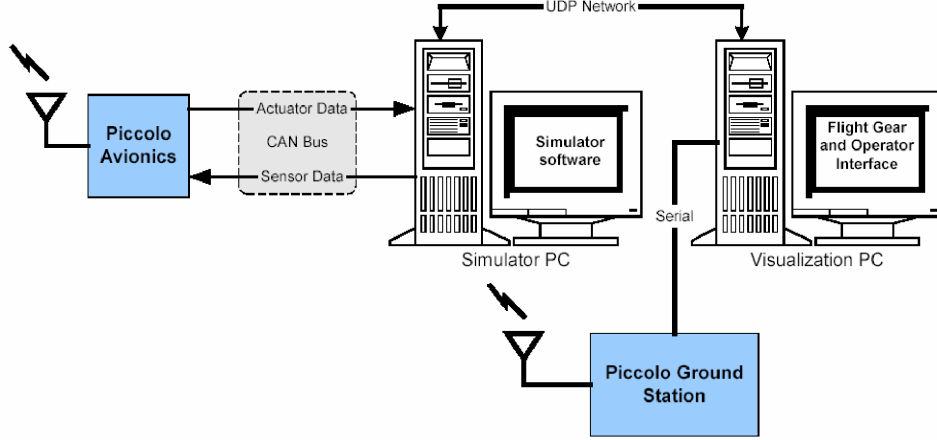 UDP Network
Piccolo
Avionics
Actuator Data
CAN Bus
Sensor Data
Simulator
software
Flight Gear
and Operator
Interface
Serial
Simulator PC
Visualization PC
Piccolo Ground
Station